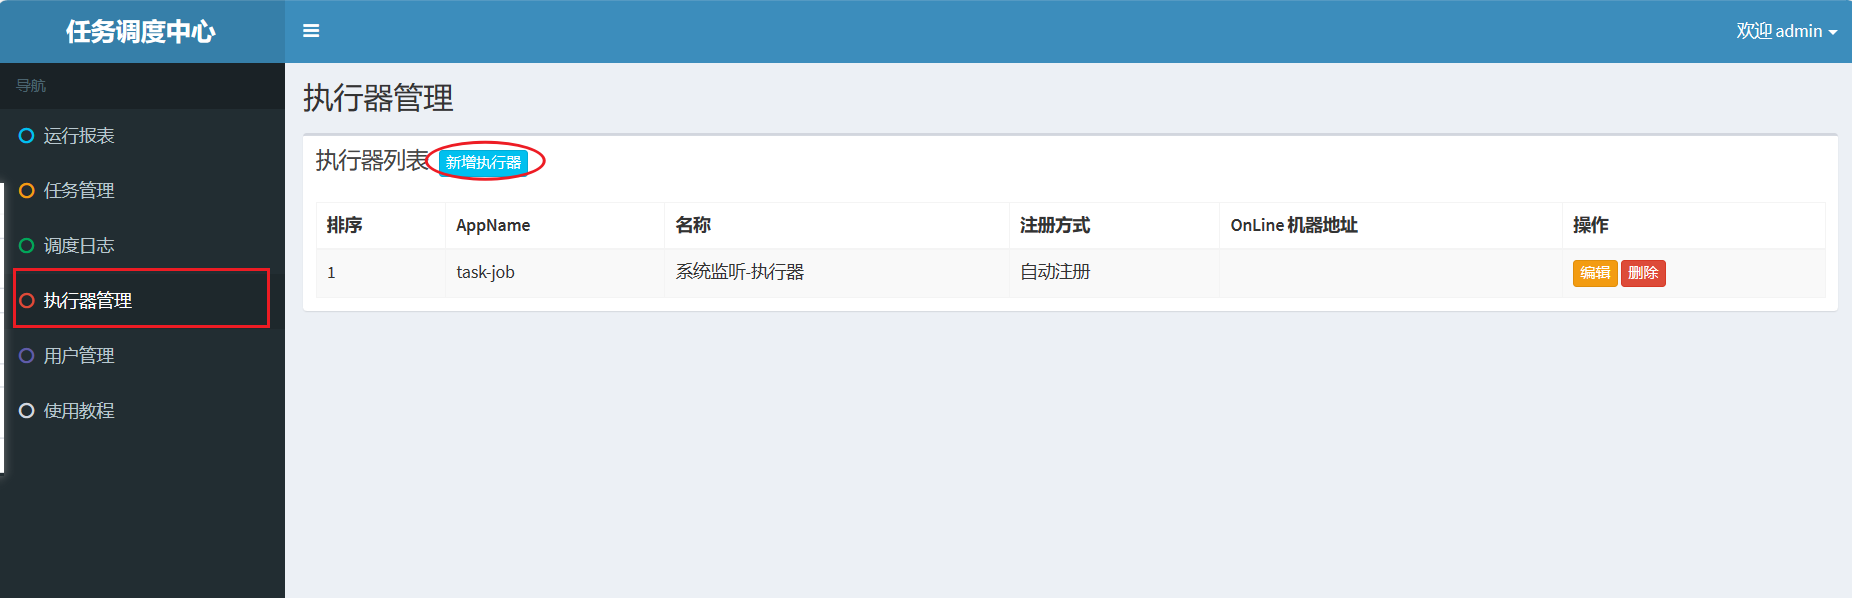 任务调度中心
欢迎 admin
导航
运行报表
任务管理
调度日志
执行器管理
用户管理
使用教程
执行器管理
执行器列表 新增执行器
排序 AppName 名称 注册方式 OnLine 机器地址 操作
1 task-job 系统监听-执行器 自动注册 编辑 删除